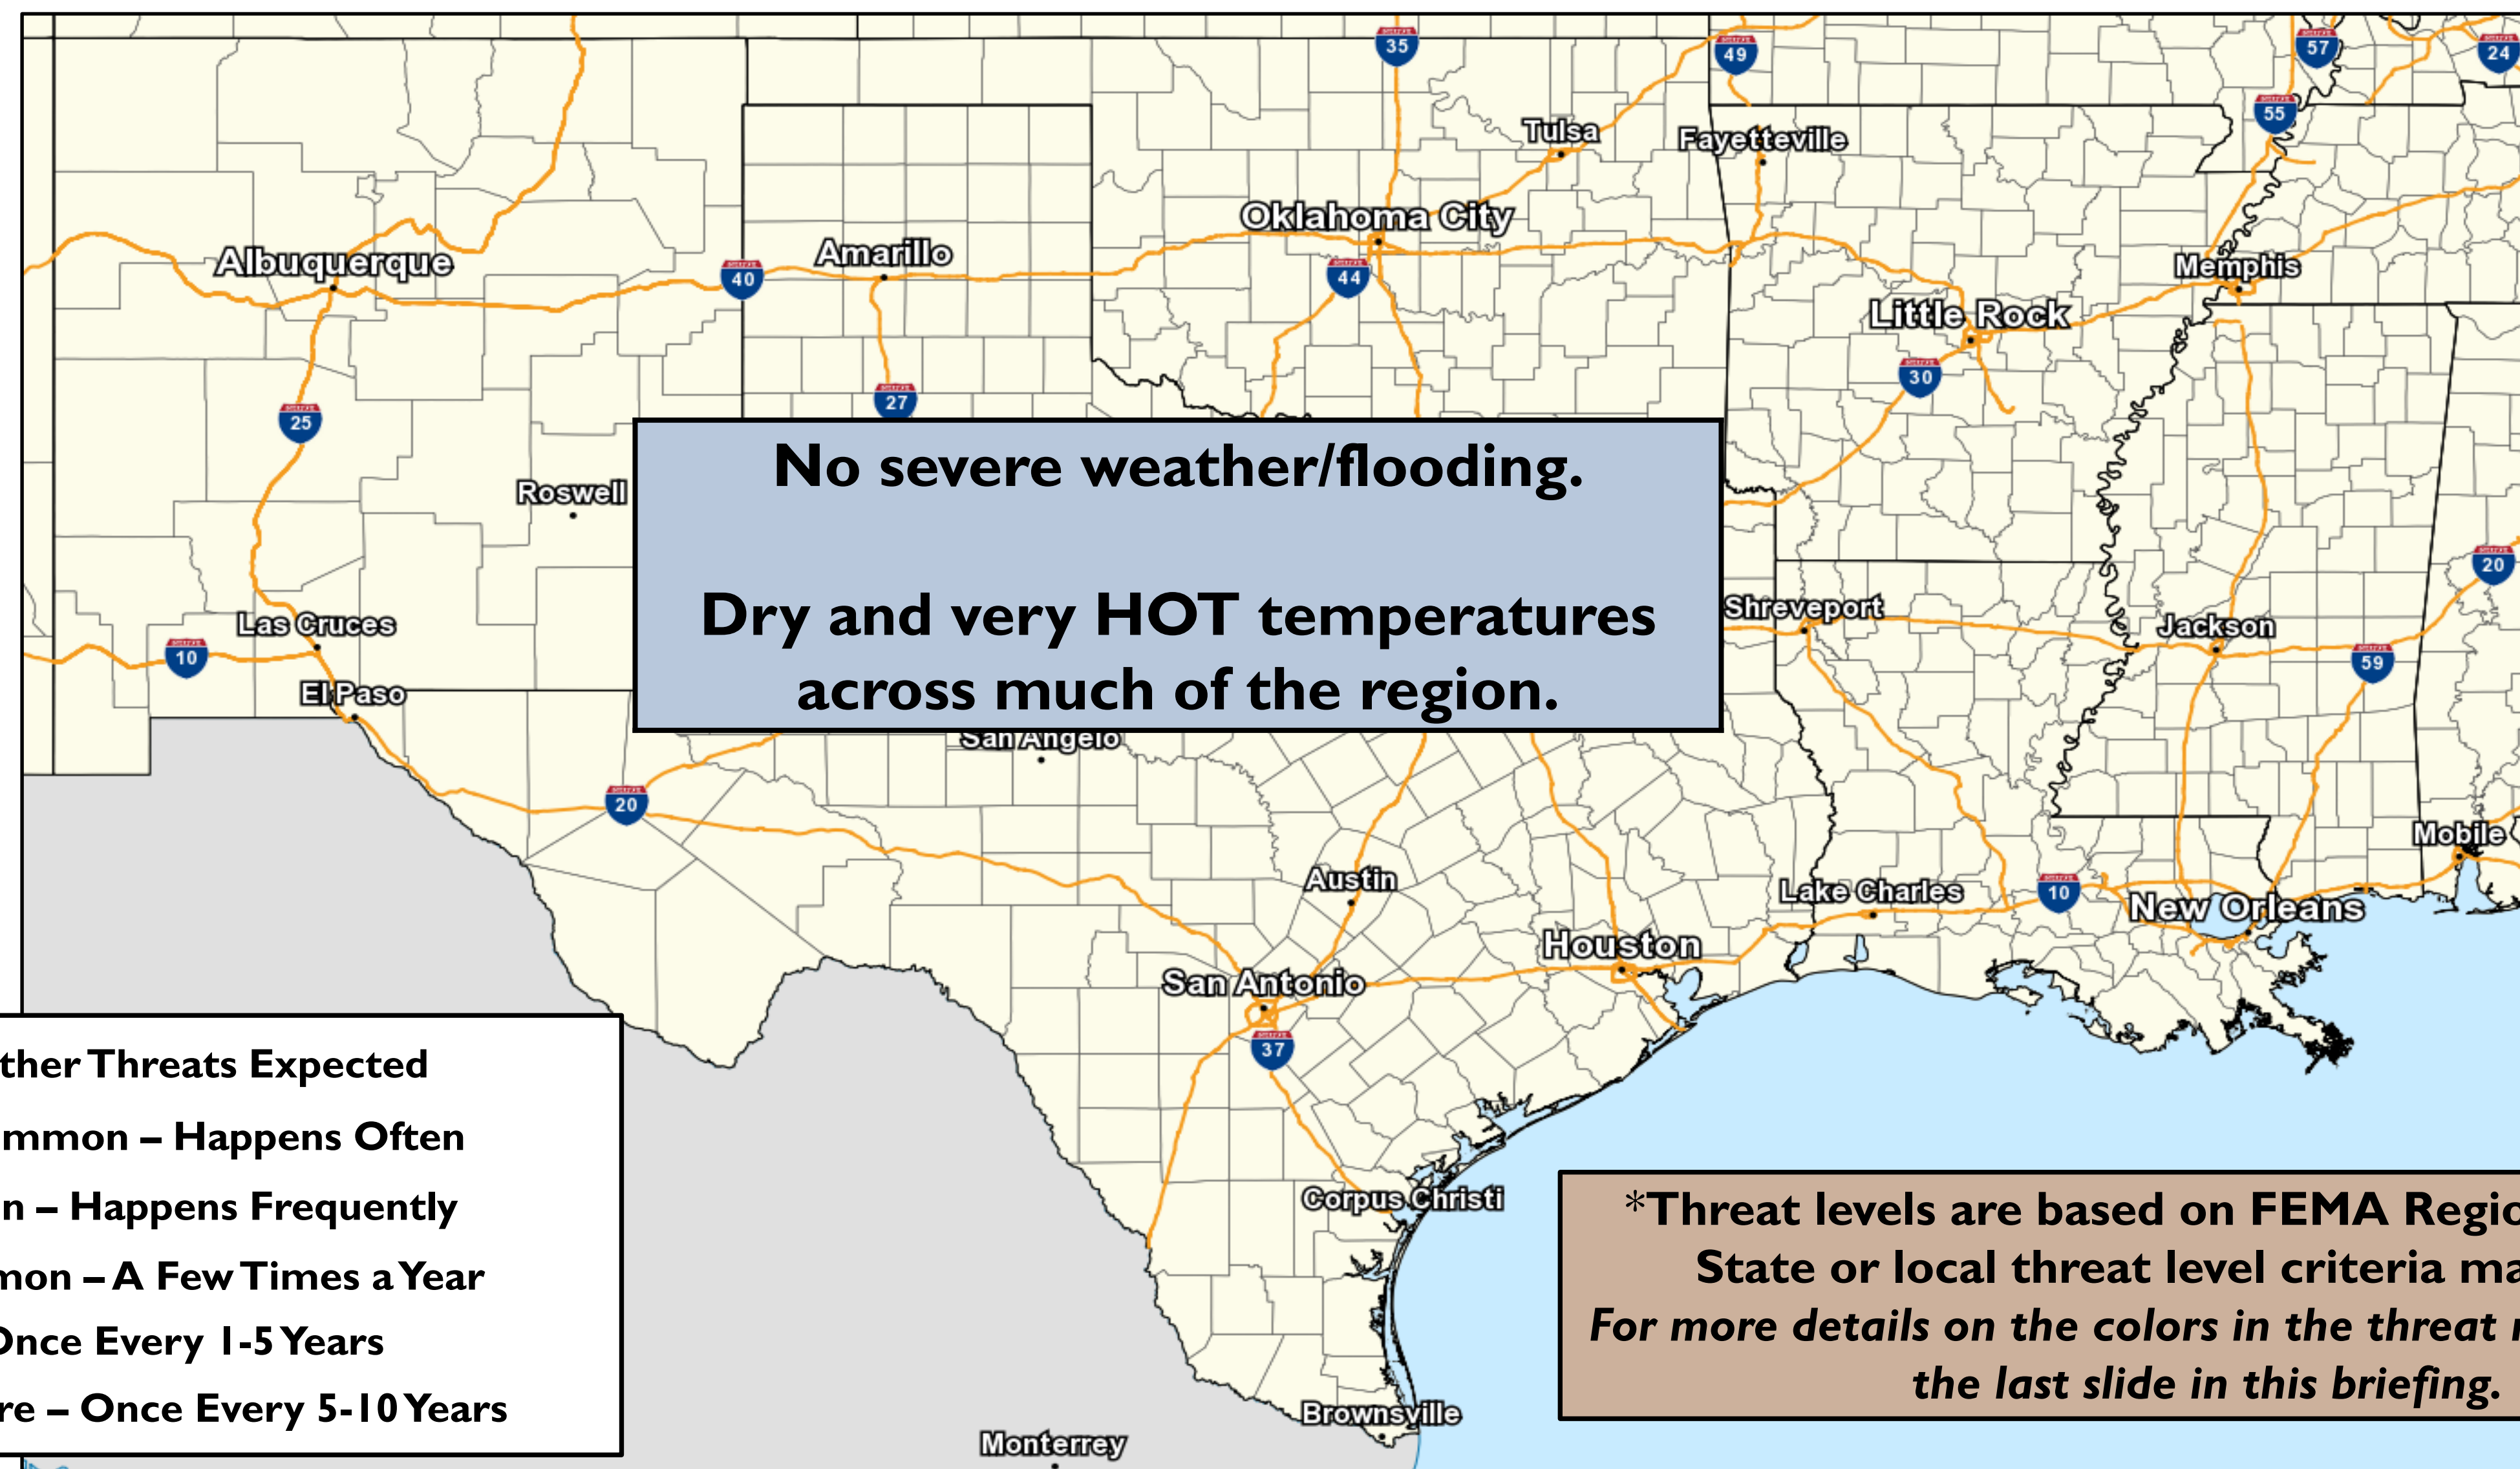 35
49
57
24
55
Tulsa
Fayetteville
Oklahoma City
Albuquerque
Amarillo
40
44
Memphis
Little Rock
30
27
25
No severe weather/flooding.
Roswell
Dry and very HOT temperatures
across much of the region.
20
Shreveport
Las Cruces
Jackson
10
59
El Paso
San Angelo
20
Mobile
Austin
Lake Charles
10
New Orleans
Houston
San Antonio
37
ther Threats Expected
mmon – Happens Often
n – Happens Frequently
mon – A Few Times a Year
Once Every 1-5 Years
re – Once Every 5-10 Years
Corpus Christi
*Threat levels are based on FEMA Regio
State or local threat level criteria ma
For more details on the colors in the threat
the last slide in this briefing.
Brownsville
Monterrey